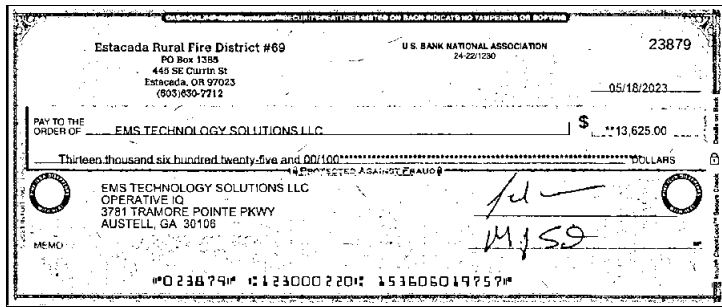 Estacada Rural Fire District #69
PO Box 1385
445 SE Currin St
Estacada, OR 97023
(503)630-7712
U.S. BANK NATIONAL ASSOCIATION
24-22/1230
23879
05/18/2023
PAY TO THE
ORDER OF EMS TECHNOLOGY SOLUTIONS LLC $ **13,625.00
Thirteen thousand six hundred twenty-five and 00/100 DOLLARS
PROTECTED AGAINST FRAUD
EMS TECHNOLOGY SOLUTIONS LLC
OPERATIVE IQ
3781 TRAMORE POINTE PKWY
AUSTELL, GA 30106
MEMO
⑈023879⑈ ⑆123000220⑆ 153606019757⑈